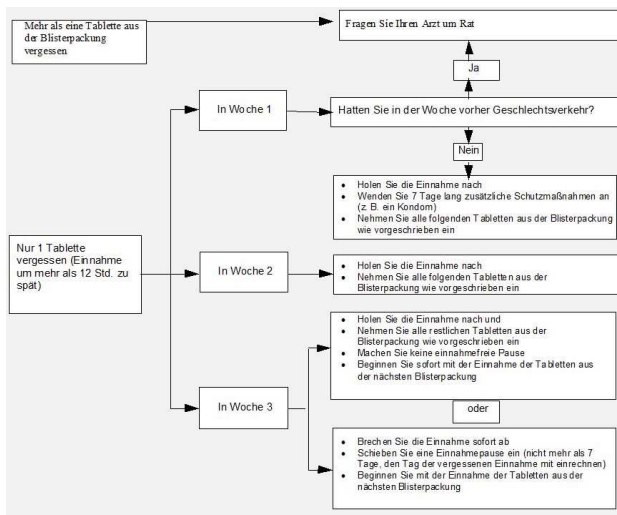 Mehr als eine Tablette aus
der Blisterpackung
vergessen
Fragen Sie Ihren Arzt um Rat
Ja
In Woche 1
Hatten Sie in der Woche vorher Geschlechtsverkehr?
Nein
• Holen Sie die Einnahme nach
• Wenden Sie 7 Tage lang zusätzliche Schutzmaßnahmen an
(z. B. ein Kondom)
• Nehmen Sie alle folgenden Tabletten aus der Blisterpackung
wie vorgeschrieben ein
Nur 1 Tablette
vergessen (Einnahme
um mehr als 12 Std. zu
spät)
In Woche 2
• Holen Sie die Einnahme nach
• Nehmen Sie alle folgenden Tabletten aus der
Blisterpackung wie vorgeschrieben ein
In Woche 3
• Holen Sie die Einnahme nach und
• Nehmen Sie alle restlichen Tabletten aus der
Blisterpackung wie vorgeschrieben ein
• Machen Sie keine einnahmefreie Pause
• Beginnen Sie sofort mit der Einnahme der Tabletten aus
der nächsten Blisterpackung
oder
• Brechen Sie die Einnahme sofort ab
• Schieben Sie eine Einnahmepause ein (nicht mehr als 7
Tage, den Tag der vergessenen Einnahme mit einrechnen)
• Beginnen Sie mit der Einnahme der Tabletten aus der
nächsten Blisterpackung